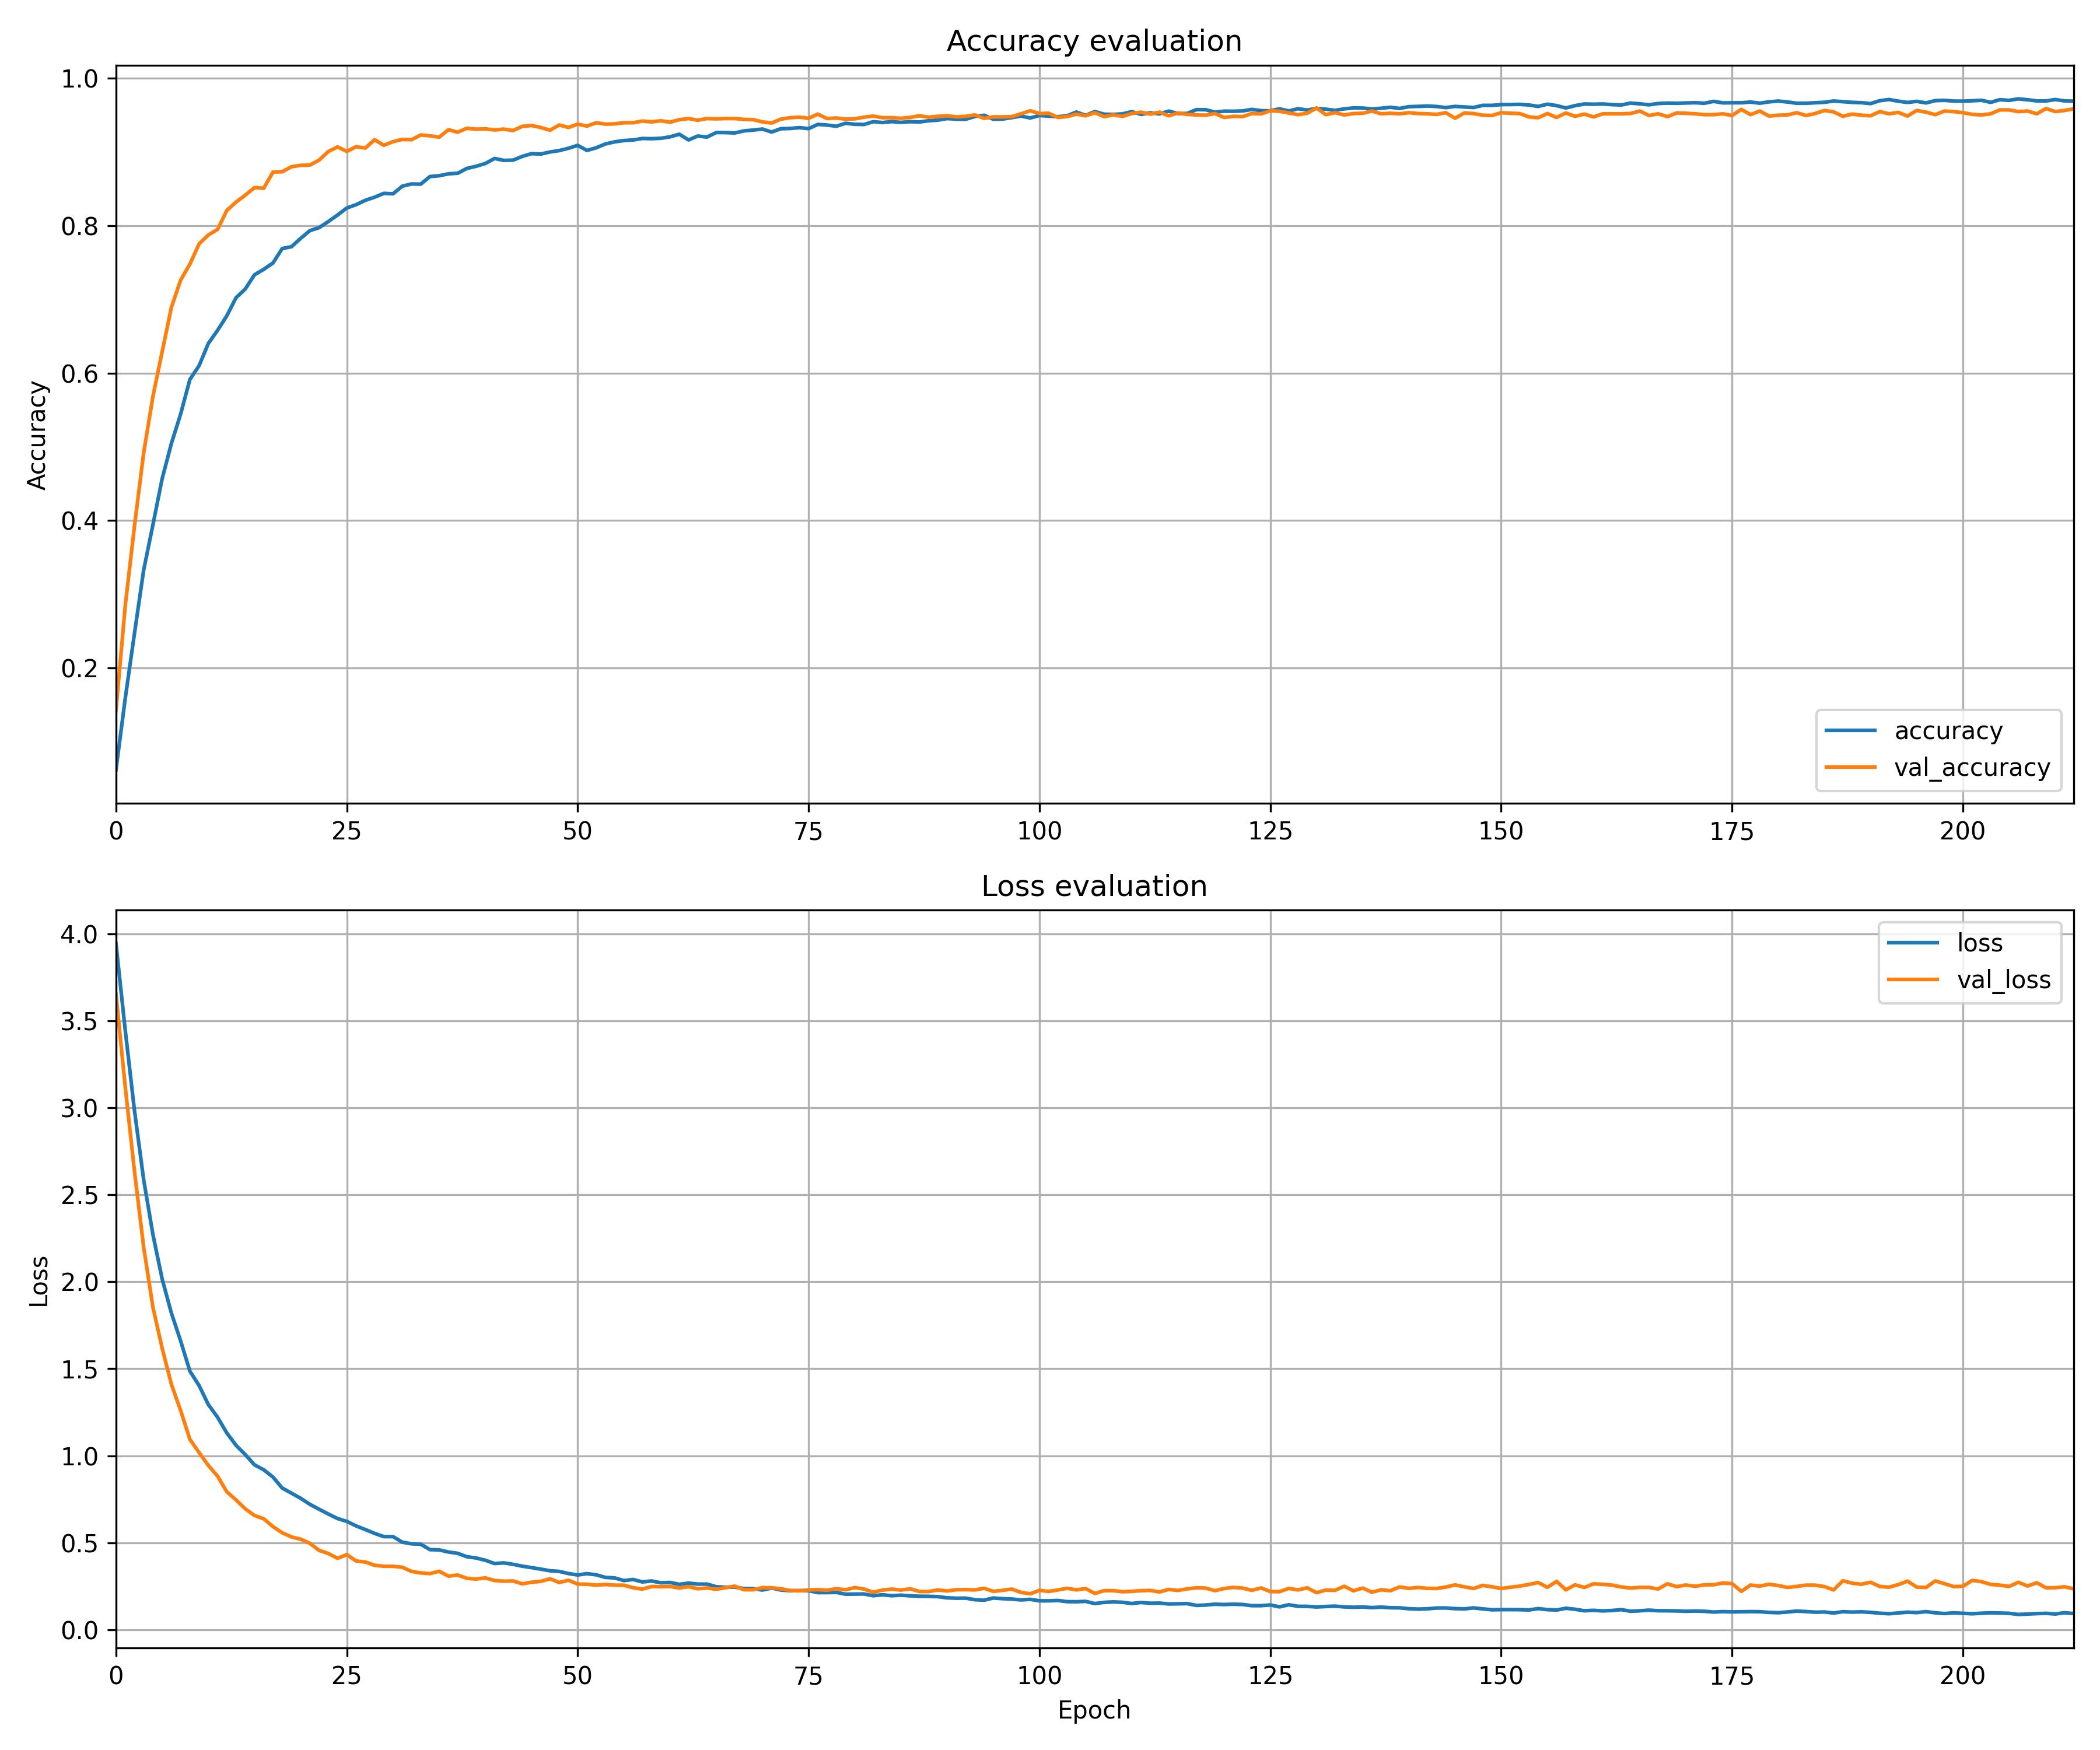 Accuracy evaluation
1.0
0.8
0.6
0.4
0.2
Accuracy
accuracy
val_accuracy
0 25 50 75 100 125 150 175 200
Loss evaluation
4.0
3.5
3.0
2.5
2.0
1.5
1.0
0.5
0.0
Loss
loss
val_loss
0 25 50 75 100 125 150 175 200
Epoch